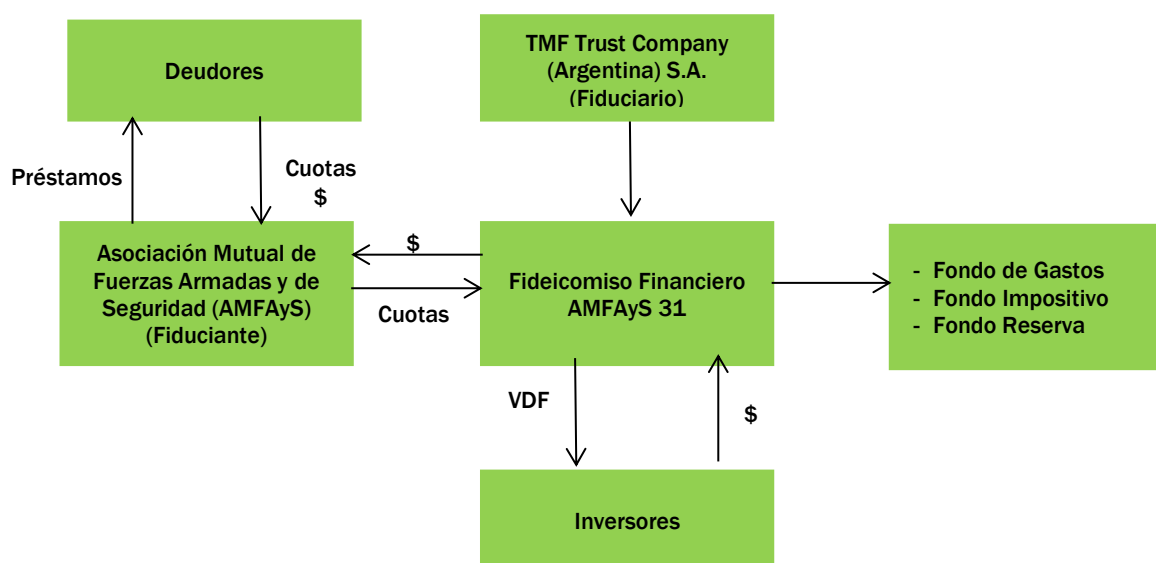 Deudores
TMF Trust Company
(Argentina) S.A.
(Fiduciario)
Préstamos
Cuotas
$
Asociación Mutual de
Fuerzas Armadas y de
Seguridad (AMFAyS)
(Fiduciante)
$
Cuotas
Fideicomiso Financiero
AMFAyS 31
- Fondo de Gastos
- Fondo Impositivo
- Fondo Reserva
VDF
$
Inversores